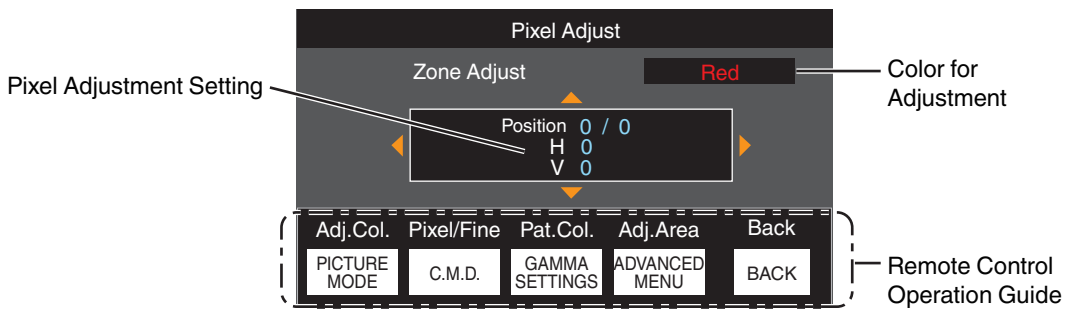 Pixel Adjust
Zone Adjust Red
Color for
Adjustment
Pixel Adjustment Setting
Position 0 / 0
H 0
V 0
Adj.Col. Pixel/Fine Pat.Col. Adj.Area Back
PICTURE
MODE
C.M.D.
GAMMA
SETTINGS
ADVANCED
MENU
BACK
Remote Control
Operation Guide